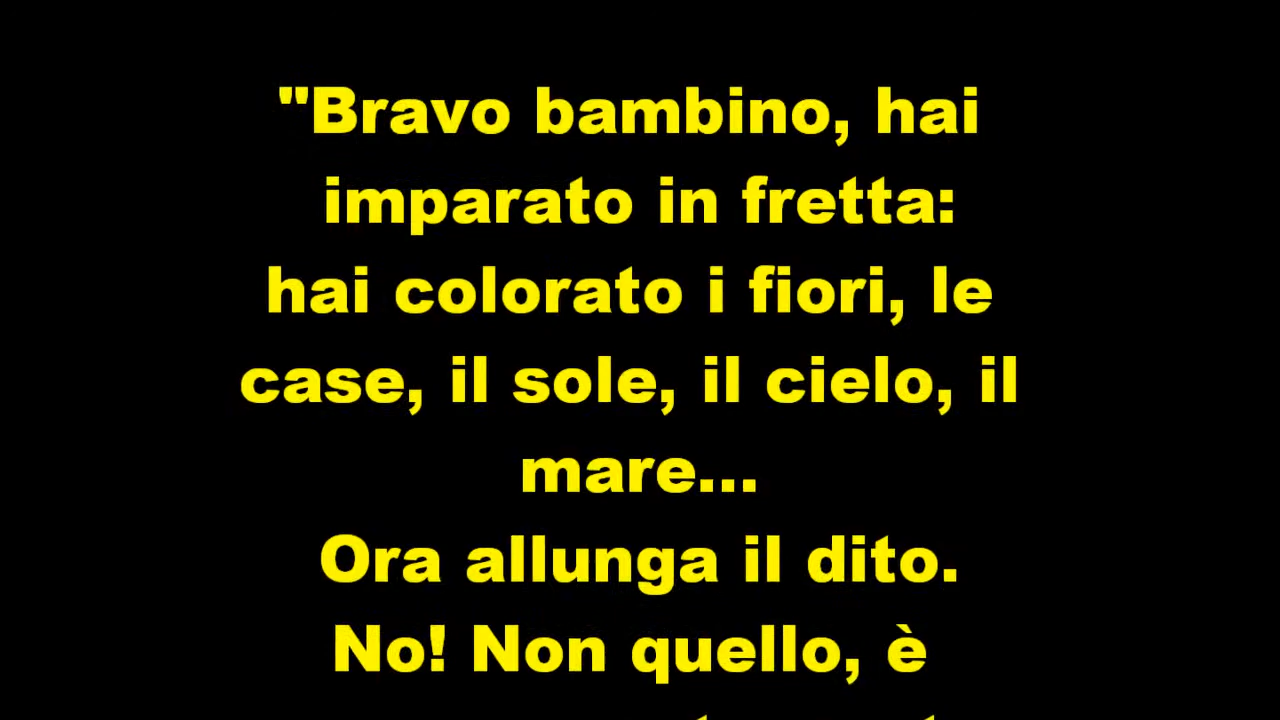 "Bravo bambino, hai
imparato in fretta:
hai colorato i fiori, le
case, il sole, il cielo, il
mare...
Ora allunga il dito.
No! Non quello, è